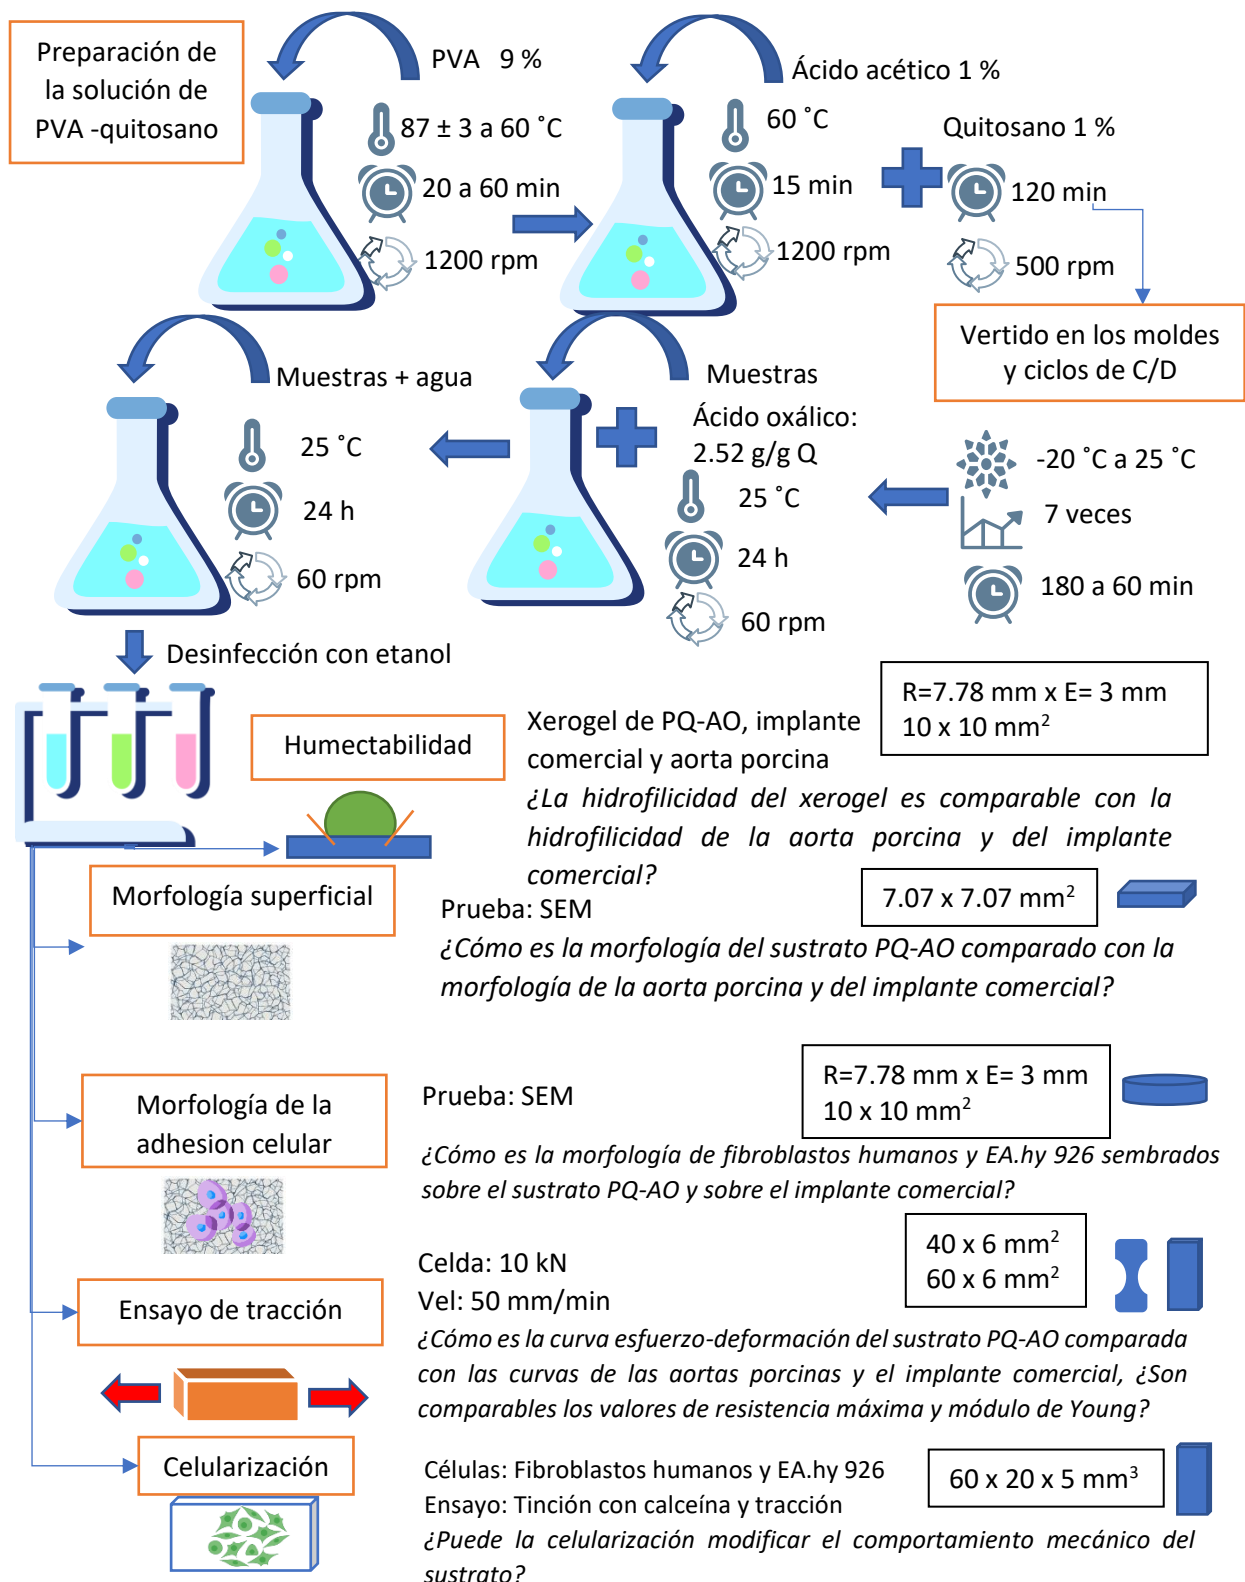 Preparación de
la solución de
PVA -quitosano
PVA 9 %
87 ± 3 a 60 ˚C
20 a 60 min
1200 rpm
Ácido acético 1 %
60 ˚C
15 min
1200 rpm
Quitosano 1 %
120 min
500 rpm
Vertido en los moldes
y ciclos de C/D
-20 ˚C a 25 ˚C
7 veces
180 a 60 min
Muestras
Ácido oxálico:
2.52 g/g Q
25 ˚C
24 h
60 rpm
Muestras + agua
25 ˚C
24 h
60 rpm
Desinfección con etanol
Humectabilidad
Xerogel de PQ-AO, implante
comercial y aorta porcina
R=7.78 mm x E= 3 mm
10 x 10 mm²
¿La hidrofilicidad del xerogel es comparable con la
hidrofilicidad de la aorta porcina y del implante
comercial?
Morfología superficial
Prueba: SEM
7.07 x 7.07 mm²
¿Cómo es la morfología del sustrato PQ-AO comparado con la
morfología de la aorta porcina y del implante comercial?
Morfología de la
adhesion celular
Prueba: SEM
R=7.78 mm x E= 3 mm
10 x 10 mm²
¿Cómo es la morfología de fibroblastos humanos y EA.hy 926 sembrados
sobre el sustrato PQ-AO y sobre el implante comercial?
Ensayo de tracción
Celda: 10 kN
Vel: 50 mm/min
40 x 6 mm²
60 x 6 mm²
¿Cómo es la curva esfuerzo-deformación del sustrato PQ-AO comparada
con las curvas de las aortas porcinas y el implante comercial, ¿Son
comparables los valores de resistencia máxima y módulo de Young?
Celularización
Células: Fibroblastos humanos y EA.hy 926
Ensayo: Tinción con calceína y tracción
60 x 20 x 5 mm³
¿Puede la celularización modificar el comportamiento mecánico del
sustrato?